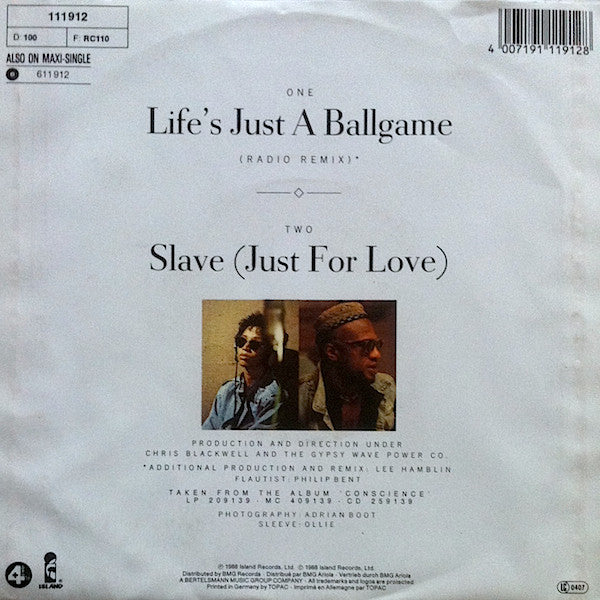 111912
D: 100 F: RC110
ALSO ON MAXI-SINGLE
611912
4 007191 119128
ONE
Life's Just A Ballgame
(RADIO REMIX)*
TWO
Slave (Just For Love)
PRODUCTION AND DIRECTION UNDER
CHRIS BLACKWELL AND THE GYPSY WAVE POWER CO.
*ADDITIONAL PRODUCTION AND REMIX: LEE HAMBLIN
FLAUTIST: PHILIP BENT
TAKEN FROM THE ALBUM 'CONSCIENCE'
LP 209139 · MC 409139 · CD 259139
PHOTOGRAPHY: ADRIAN BOOT
SLEEVE: OLLIE
4
ISLAND
℗ 1988 Island Records, Ltd. © 1988 Island Records, Ltd.
Distributed by BMG Records · Distribué par BMG Ariola · Vertrieb durch BMG Ariola
A BERTELSMANN MUSIC GROUP COMPANY · All trademarks and logos are protected
Printed in Germany by TOPAC · Imprimé en Allemagne par TOPAC
LC 0407